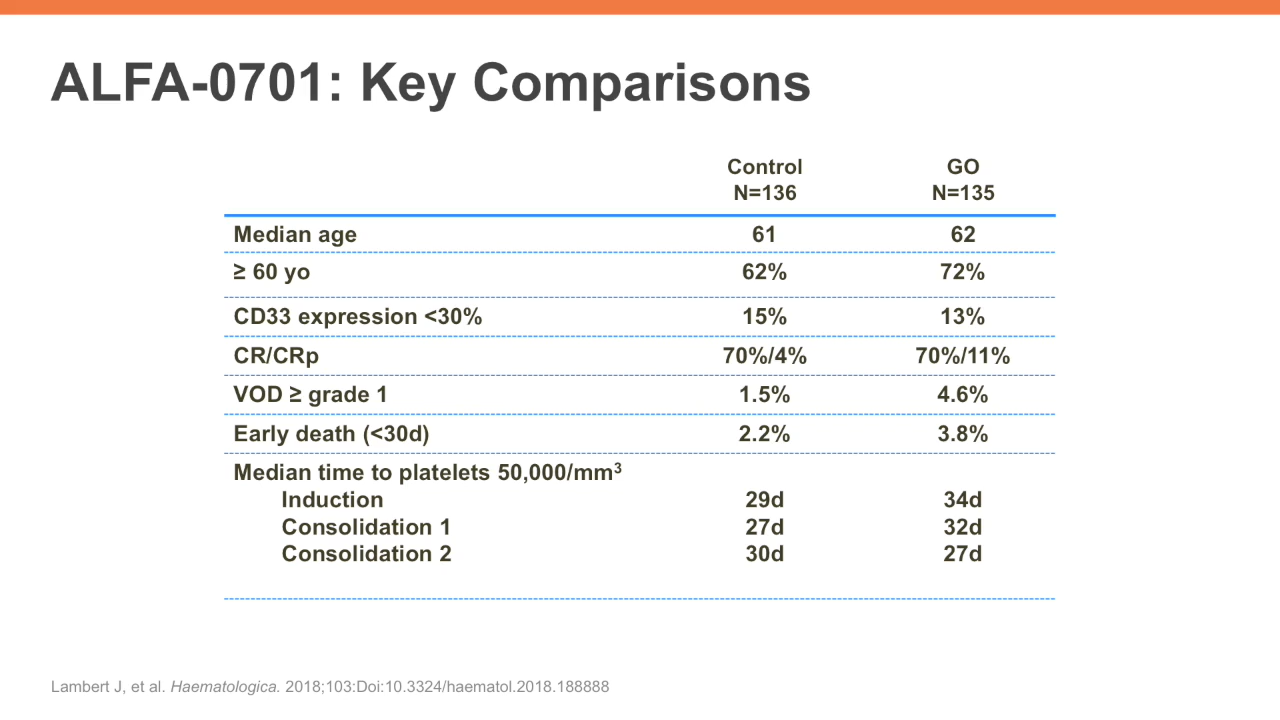 ALFA-0701: Key Comparisons
Control GO
N=136 N=135
Median age 61 62
≥ 60 yo 62% 72%
CD33 expression <30% 15% 13%
CR/CRp 70%/4% 70%/11%
VOD ≥ grade 1 1.5% 4.6%
Early death (<30d) 2.2% 3.8%
Median time to platelets 50,000/mm³
Induction 29d 34d
Consolidation 1 27d 32d
Consolidation 2 30d 27d
Lambert J, et al. Haematologica. 2018;103:Doi:10.3324/haematol.2018.188888